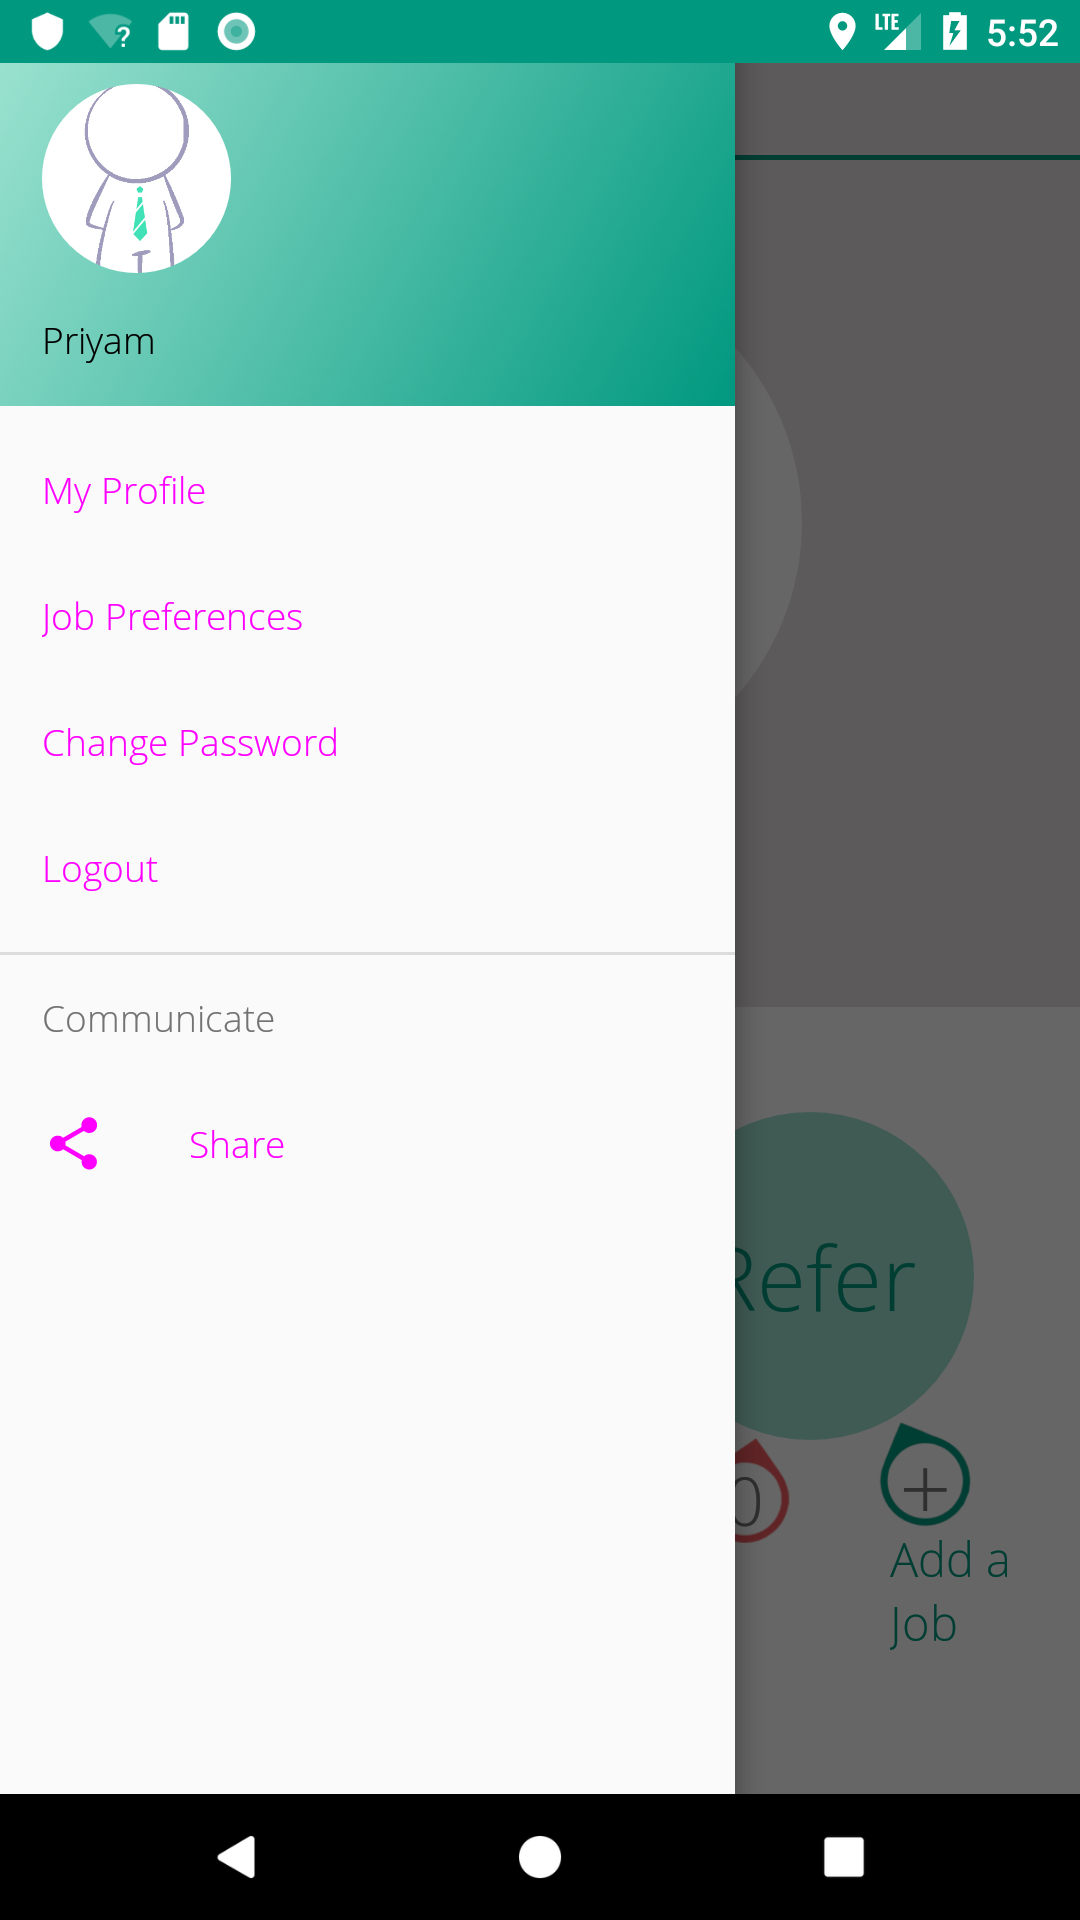 LTE 5:52
Priyam
My Profile
Job Preferences
Change Password
Logout
Communicate
Share
Refer
0
+
Add a
Job